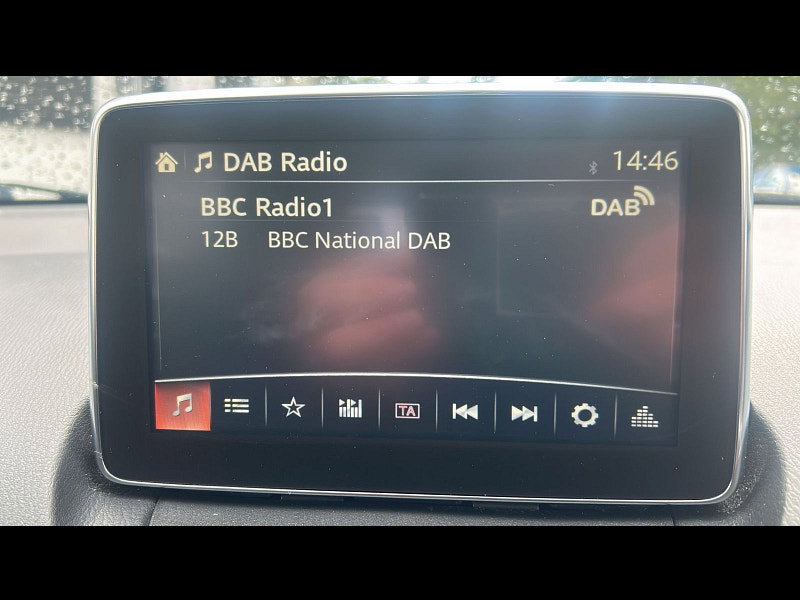 DAB Radio 14:46
BBC Radio1 DAB
12B BBC National DAB
TA